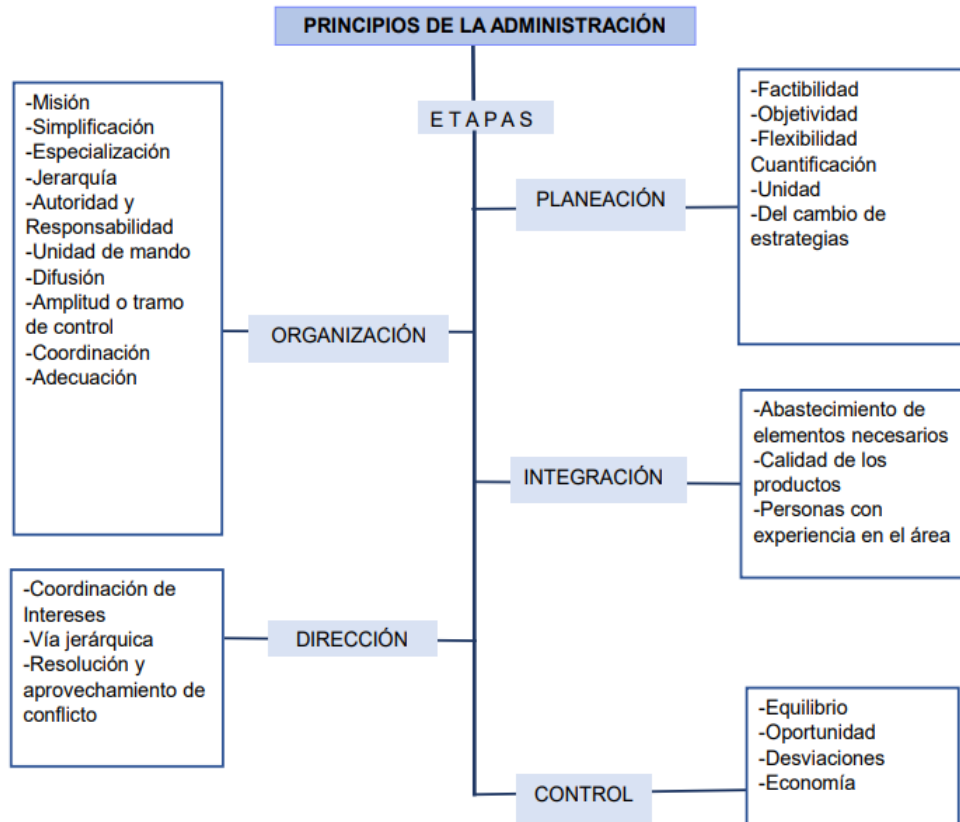 PRINCIPIOS DE LA ADMINISTRACIÓN
E T A P A S
-Misión
-Simplificación
-Especialización
-Jerarquía
-Autoridad y
Responsabilidad
-Unidad de mando
-Difusión
-Amplitud o tramo
de control
-Coordinación
-Adecuación
ORGANIZACIÓN
PLANEACIÓN
-Factibilidad
-Objetividad
-Flexibilidad
Cuantificación
-Unidad
-Del cambio de
estrategias
INTEGRACIÓN
-Abastecimiento de
elementos necesarios
-Calidad de los
productos
-Personas con
experiencia en el área
-Coordinación de
Intereses
-Vía jerárquica
-Resolución y
aprovechamiento de
conflicto
DIRECCIÓN
CONTROL
-Equilibrio
-Oportunidad
-Desviaciones
-Economía